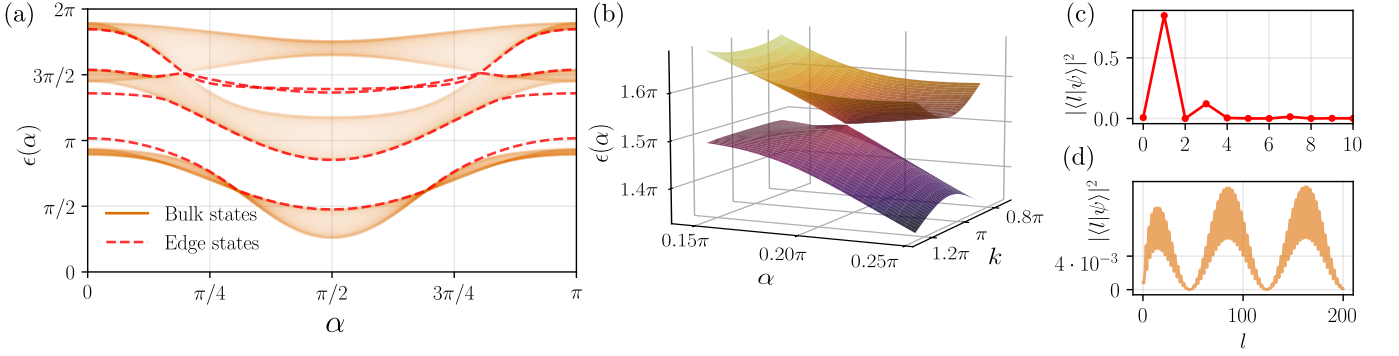 (a)
2π
3π/2
π
π/2
0
ϵ(α)
Bulk states
Edge states
0
π/4
π/2
3π/4
π
α
(b)
1.6π
1.5π
1.4π
ϵ(α)
0.15π
0.20π
0.25π
α
1.2π
π
0.8π
k
(c)
0.5
0.0
|⟨l|ψ⟩|²
0 2 4 6 8 10
(d)
4 · 10⁻³
0
|⟨l|ψ⟩|²
0 100 200
l